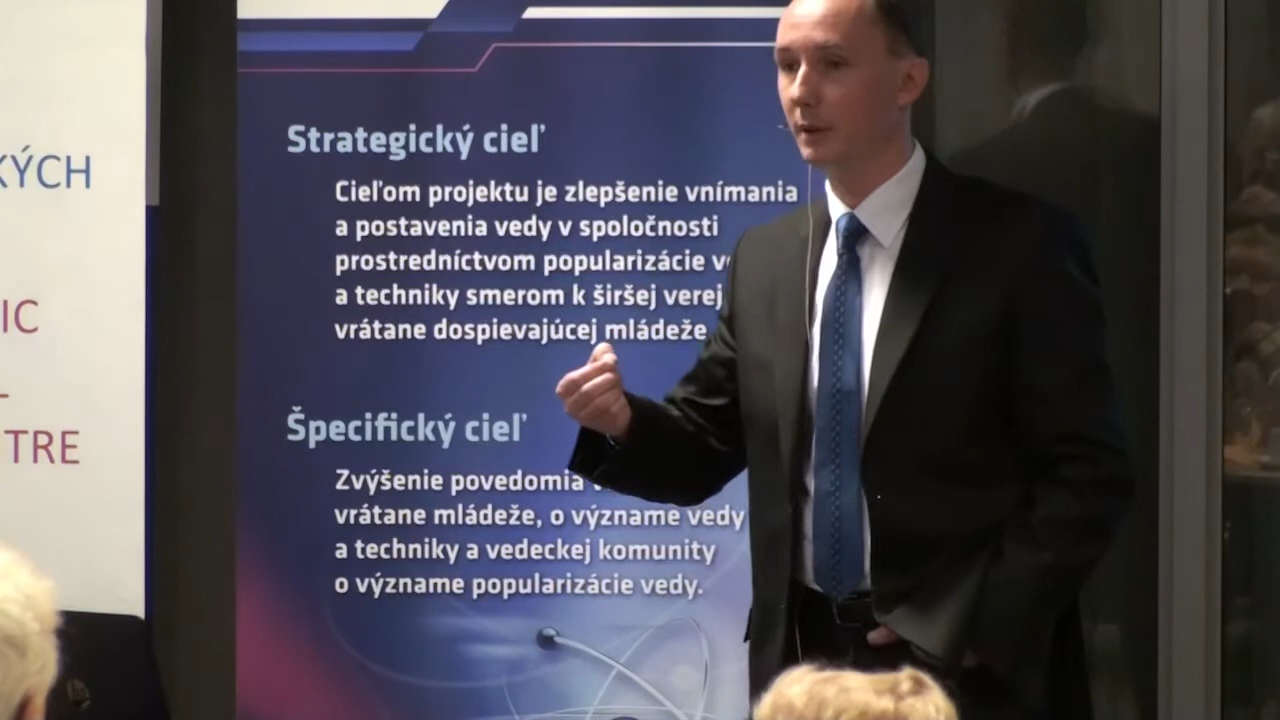 KÝCH
IC
TRE
Strategický cieľ
Cieľom projektu je zlepšenie vnímania
a postavenia vedy v spoločnosti
prostredníctvom popularizácie
a techniky smerom k širšej verej
vrátane dospievajúcej mládeže
Špecifický cieľ
Zvýšenie povedomia
vrátane mládeže, o význame vedy
a techniky a vedeckej komunity
o význame popularizácie vedy.